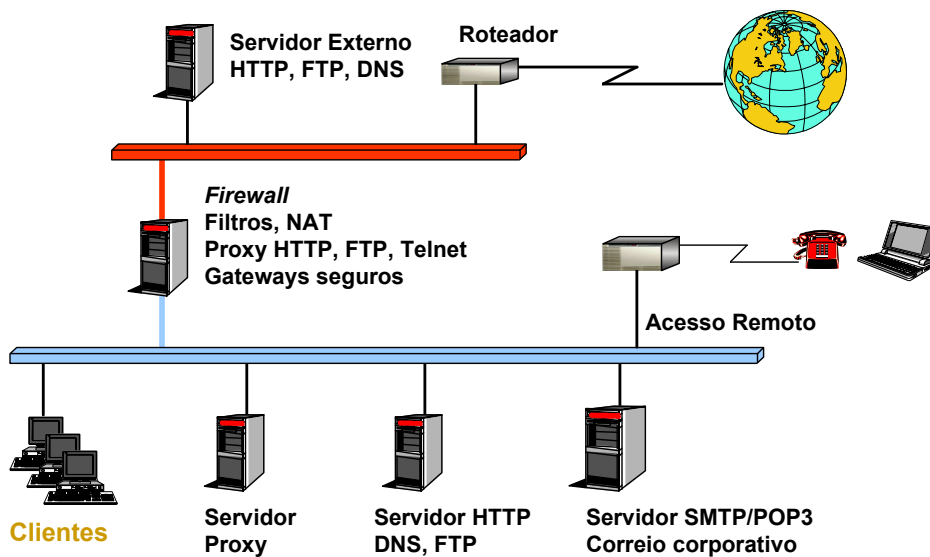 Servidor Externo
HTTP, FTP, DNS
Roteador
Firewall
Filtros, NAT
Proxy HTTP, FTP, Telnet
Gateways seguros
Acesso Remoto
Clientes
Servidor
Proxy
Servidor HTTP
DNS, FTP
Servidor SMTP/POP3
Correio corporativo